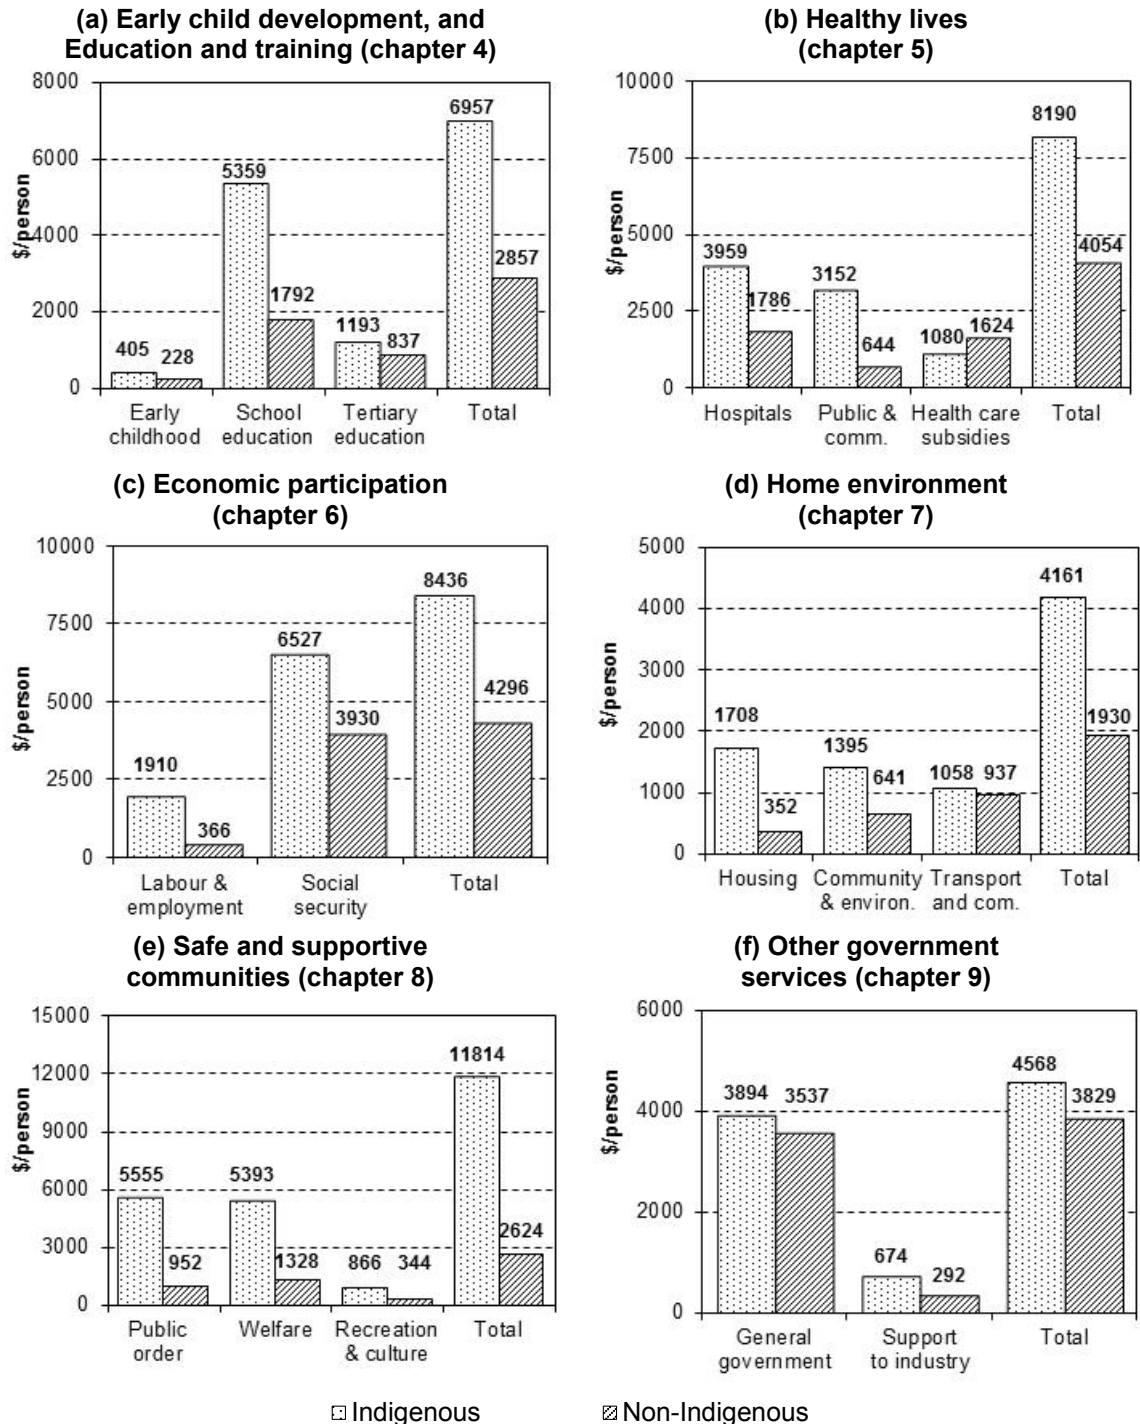 (a) Early child development, and
Education and training (chapter 4)
8000
6000
4000
2000
0
$/person
405
228
5359
1792
1193
837
6957
2857
Early
childhood
School
education
Tertiary
education
Total
(b) Healthy lives
(chapter 5)
10000
7500
5000
2500
0
$/person
3959
1786
3152
644
1080
1624
8190
4054
Hospitals
Public &
comm.
Health care
subsidies
Total
(c) Economic participation
(chapter 6)
10000
7500
5000
2500
0
$/person
1910
366
6527
3930
8436
4296
Labour &
employment
Social
security
Total
(d) Home environment
(chapter 7)
5000
4000
3000
2000
1000
0
$/person
1708
352
1395
641
1058
937
4161
1930
Housing
Community
& environ.
Transport
and com.
Total
(e) Safe and supportive
communities (chapter 8)
15000
12000
9000
6000
3000
0
$/person
5555
952
5393
1328
866
344
11814
2624
Public
order
Welfare
Recreation
& culture
Total
(f) Other government
services (chapter 9)
6000
4000
2000
0
$/person
3894
3537
674
292
4568
3829
General
government
Support
to industry
Total
Indigenous
Non-Indigenous